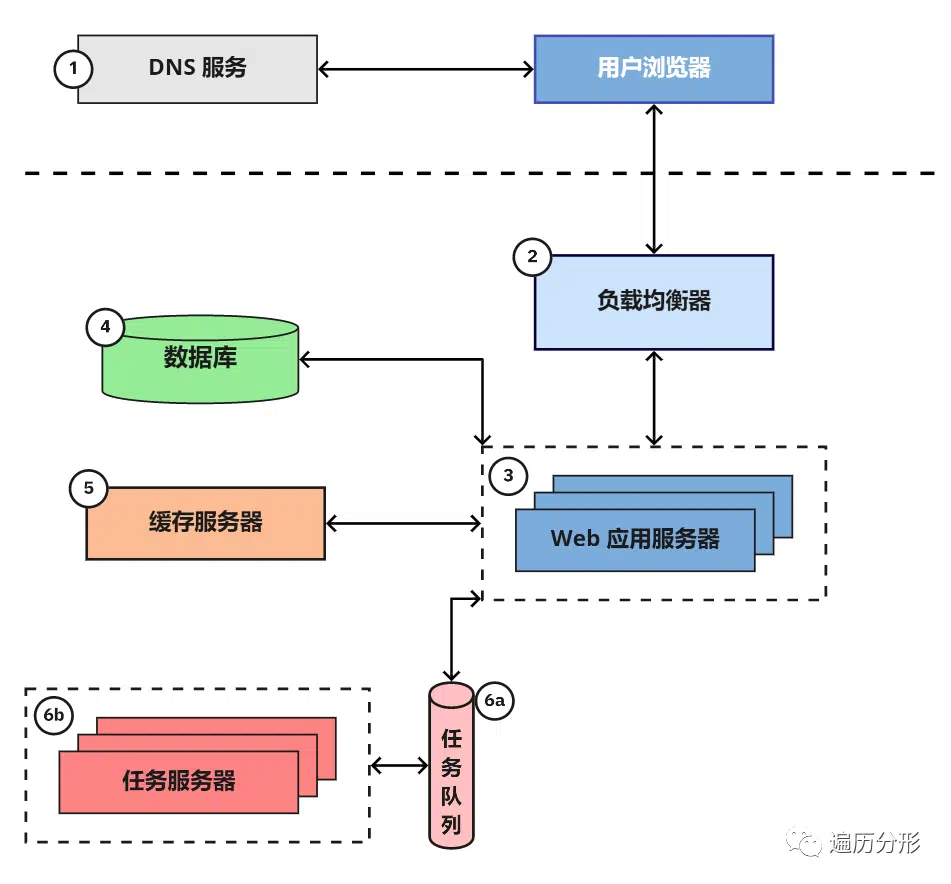 1
DNS 服务
用户浏览器
2
负载均衡器
4
数据库
3
Web 应用服务器
5
缓存服务器
6a
任务队列
6b
任务服务器
遍历分形